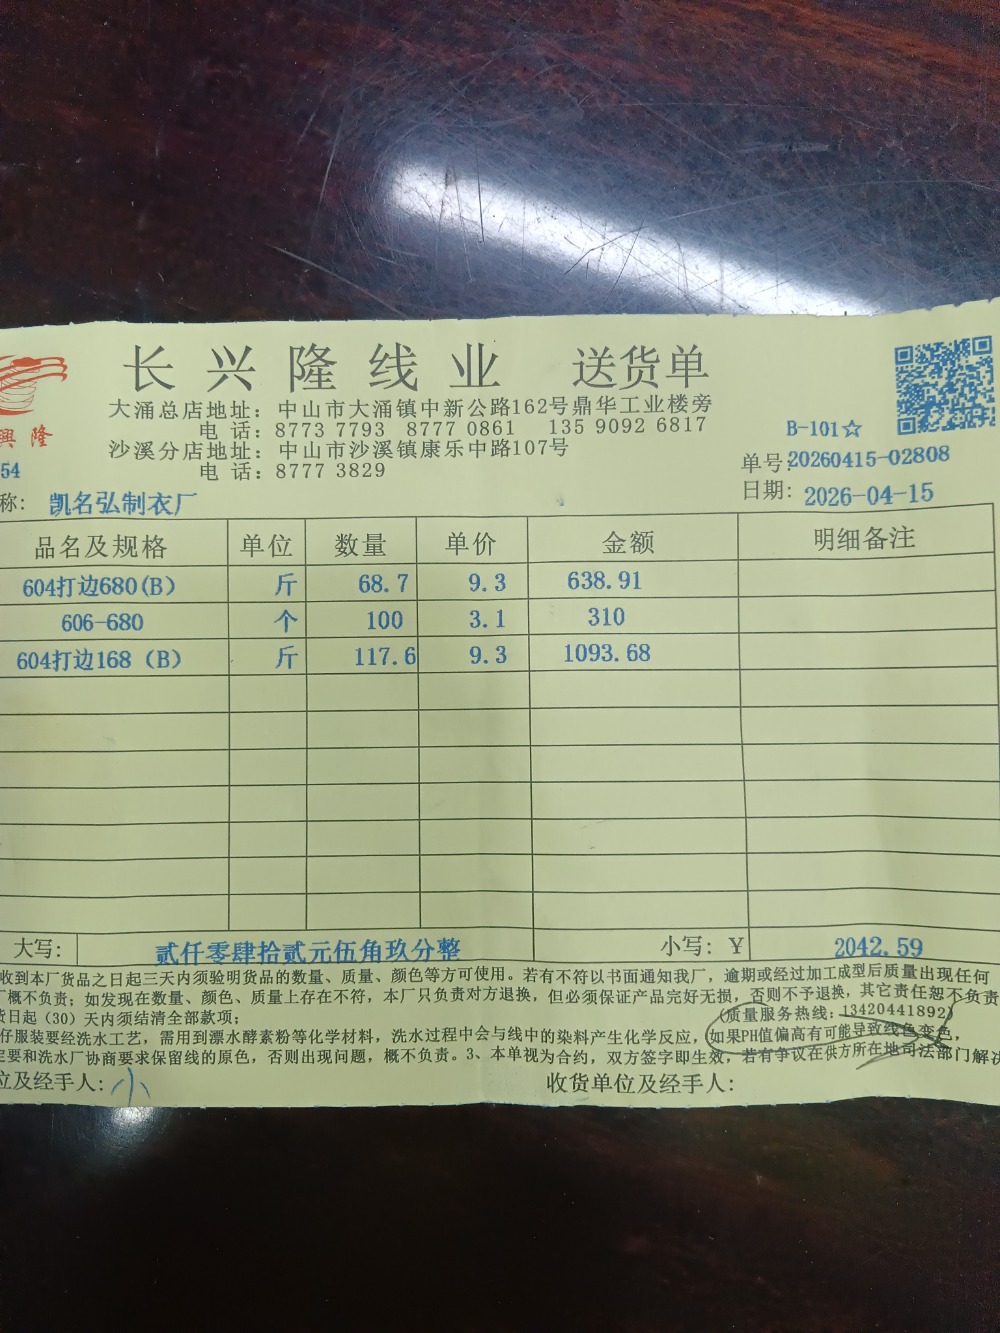 长兴隆线业 送货单
大涌总店地址：中山市大涌镇中新公路162号鼎华工业楼旁
电 话：8773 7793 8777 0861 135 9092 6817
沙溪分店地址：中山市沙溪镇康乐中路107号
电 话：8777 3829
興隆
54
B-101☆
单号:20260415-02808
日期: 2026-04-15
称: 凯名弘制衣厂
品名及规格 单位 数量 单价 金额 明细备注
604打边680(B) 斤 68.7 9.3 638.91
606-680 个 100 3.1 310
604打边168 (B) 斤 117.6 9.3 1093.68
大写: 贰仟零肆拾贰元伍角玖分整 小写: Y 2042.59
收到本厂货品之日起三天内须验明货品的数量、质量、颜色等方可使用。若有不符以书面通知我厂，逾期或经过加工成型后质量出现任何
概不负责；如发现在数量、颜色、质量上存在不符，本厂只负责对方退换，但必须保证产品完好无损，否则不予退换，其它责任恕不负责
日起（30）天内须结清全部款项； (质量服务热线: 13420441892)
仔服装要经洗水工艺，需用到漂水酵素粉等化学材料，洗水过程中会与线中的染料产生化学反应，如果PH值偏高有可能导致线色变色，
要和洗水厂协商要求保留线的原色，否则出现问题，概不负责。3、本单视为合约，双方签字即生效，若有争议在供方所在地司法部门解决
位及经手人: 小 收货单位及经手人: